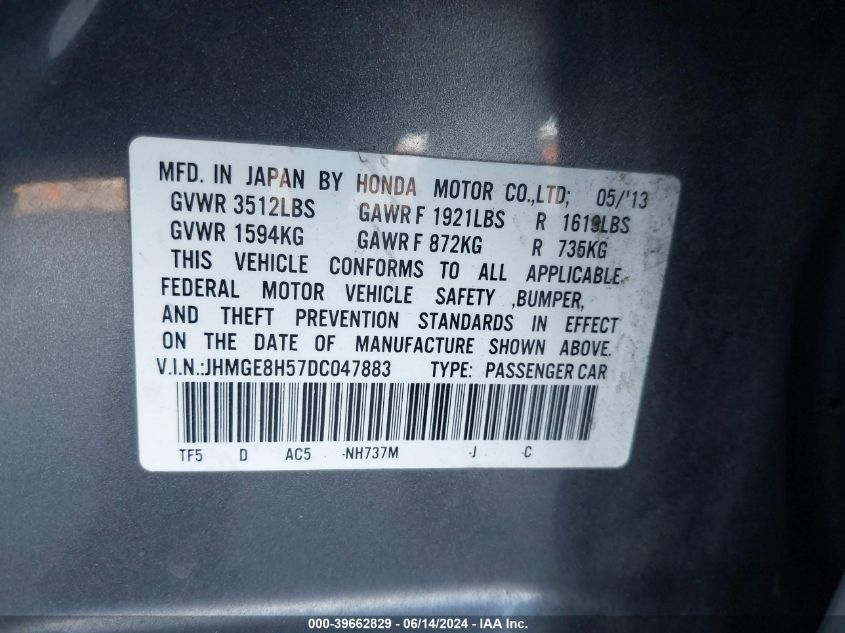 MFD. IN JAPAN BY HONDA MOTOR CO.,LTD; 05/'13
GVWR 3512LBS GAWR F 1921LBS R 1619LBS
GVWR 1594KG GAWR F 872KG R 735KG
THIS VEHICLE CONFORMS TO ALL APPLICABLE
FEDERAL MOTOR VEHICLE SAFETY ,BUMPER,
AND THEFT PREVENTION STANDARDS IN EFFECT
ON THE DATE OF MANUFACTURE SHOWN ABOVE.
V.I.N.:JHMGE8H57DC047883 TYPE: PASSENGER CAR
TF5 D AC5 -NH737M -J -C
000-39662829 - 06/14/2024 - IAA Inc.